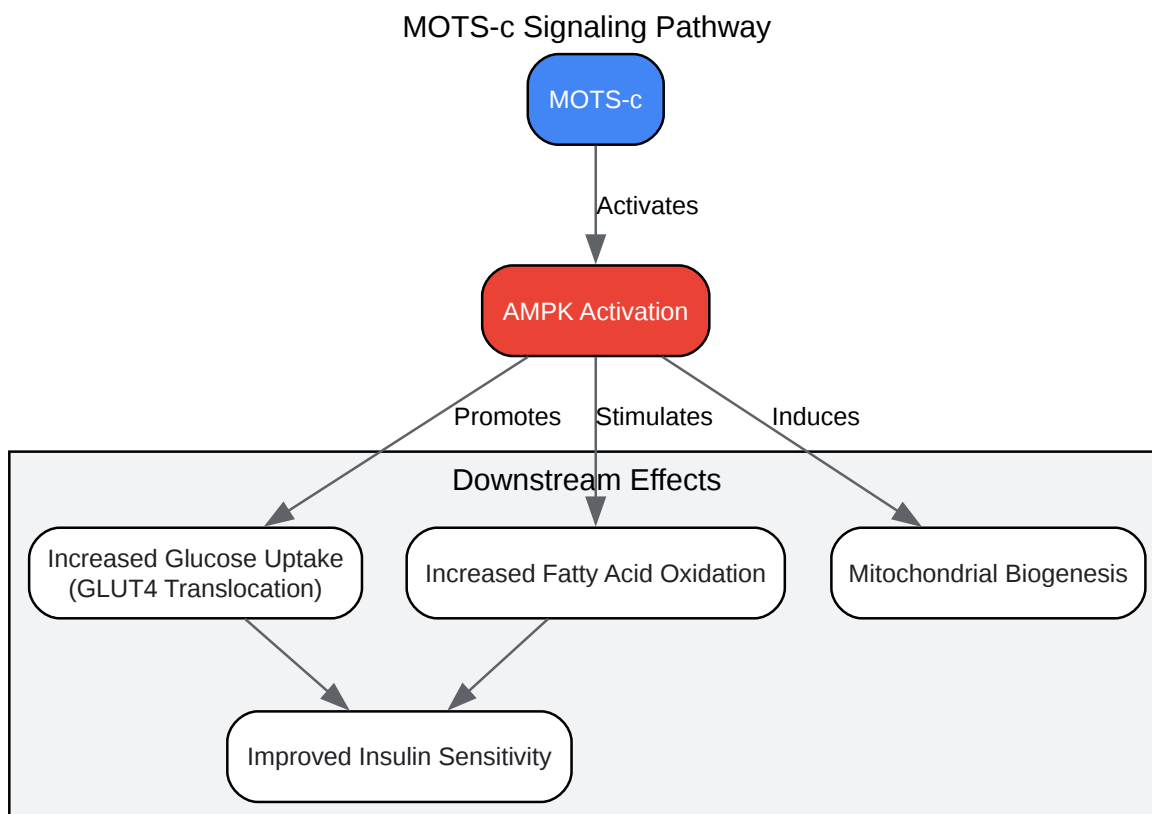 MOTS-c Signaling Pathway
MOTS-c
Activates
AMPK Activation
Promotes
Stimulates
Induces
Downstream Effects
Increased Glucose Uptake
(GLUT4 Translocation)
Increased Fatty Acid Oxidation
Mitochondrial Biogenesis
Improved Insulin Sensitivity